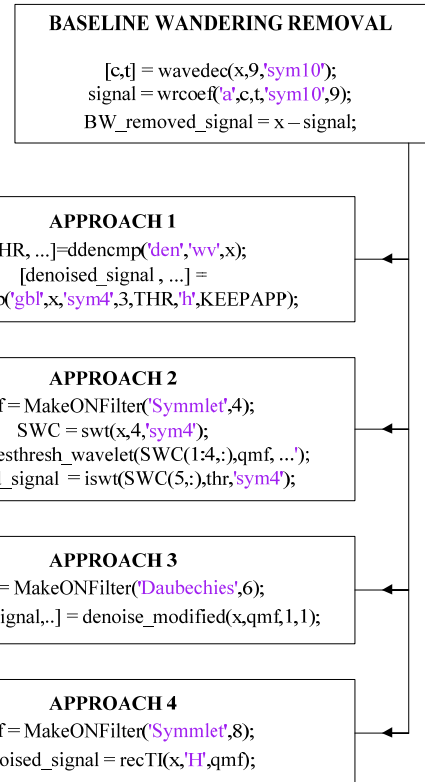 BASELINE WANDERING REMOVAL
[c,t] = wavedec(x,9,'sym10');
signal = wrcoef('a',c,t,'sym10',9);
BW_removed_signal = x – signal;
APPROACH 1
HR, ...]=ddencmp('den','wv',x);
[denoised_signal , ...] =
('gbl',x,'sym4',3,THR,'h',KEEPAPP);
APPROACH 2
f = MakeONFilter('Symmlet',4);
SWC = swt(x,4,'sym4');
esthresh_wavelet(SWC(1:4,:),qmf, ...');
_signal = iswt(SWC(5,:),thr,'sym4');
APPROACH 3
= MakeONFilter('Daubechies',6);
ignal,..] = denoise_modified(x,qmf,1,1);
APPROACH 4
f = MakeONFilter('Symmlet',8);
oised_signal = recTI(x,'H',qmf);